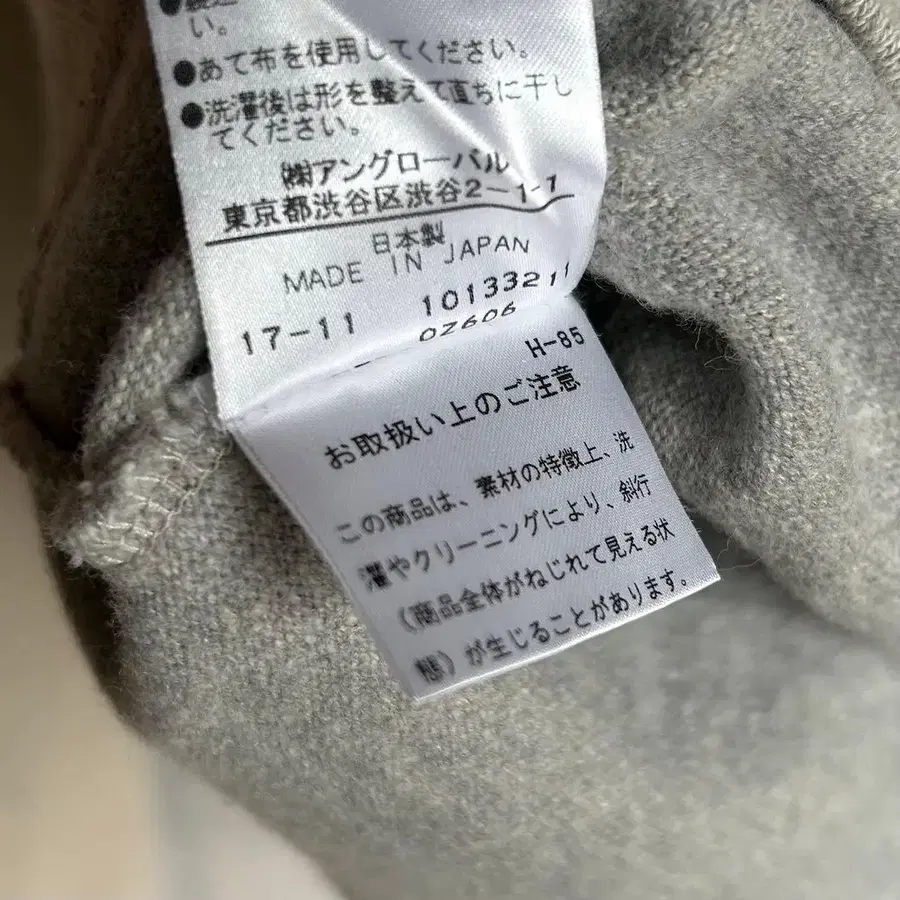 い。
●あて布を使用してください。
●洗濯後は形を整えて直ちに干し
てください。
㈱アングローバル
東京都渋谷区渋谷2-1-1
日本製
MADE IN JAPAN
17-11 10133211
02606
H-85
お取扱い上のご注意
この商品は、素材の特徴上、洗
濯やクリーニングにより、斜行
（商品全体がねじれて見える状
態）が生じることがあります。